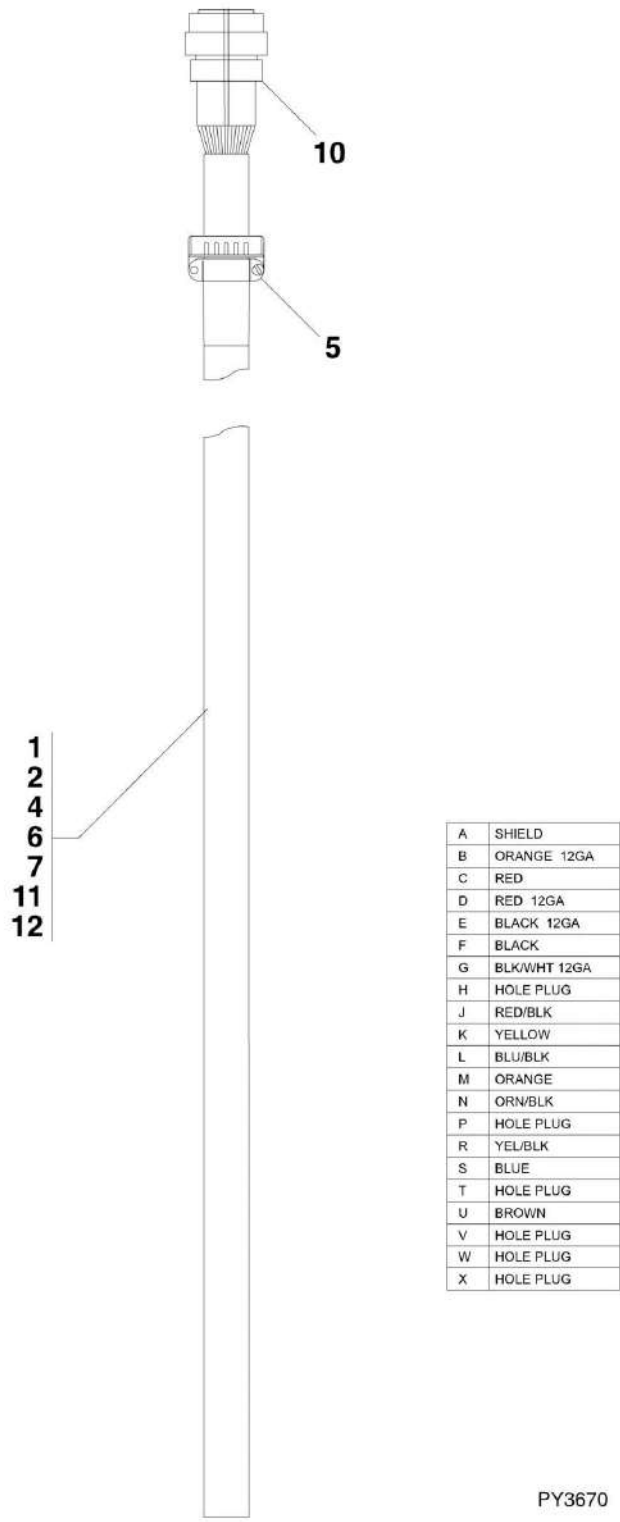 10
5
1
2
4
6
7
11
12
A SHIELD
B ORANGE 12GA
C RED
D RED 12GA
E BLACK 12GA
F BLACK
G BLK/WHT 12GA
H HOLE PLUG
J RED/BLK
K YELLOW
L BLU/BLK
M ORANGE
N ORN/BLK
P HOLE PLUG
R YEL/BLK
S BLUE
T HOLE PLUG
U BROWN
V HOLE PLUG
W HOLE PLUG
X HOLE PLUG
PY3670